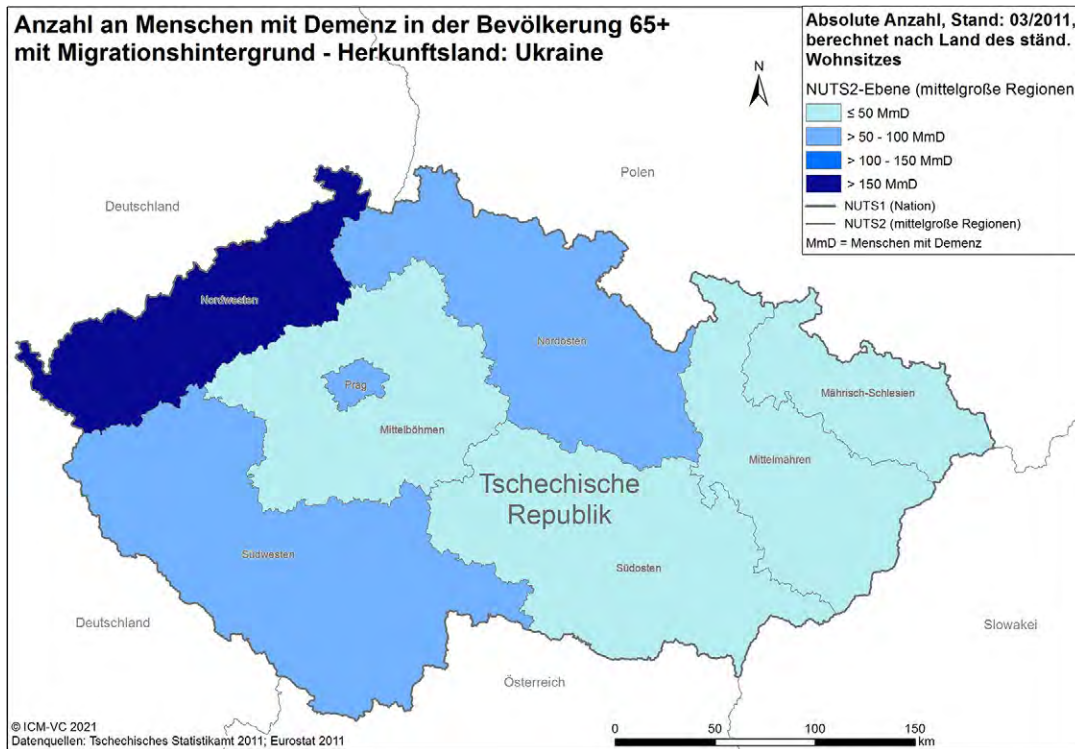 Anzahl an Menschen mit Demenz in der Bevölkerung 65+
mit Migrationshintergrund - Herkunftsland: Ukraine
Absolute Anzahl, Stand: 03/2011,
berechnet nach Land des ständ.
Wohnsitzes
NUTS2-Ebene (mittelgroße Regionen
≤ 50 MmD
> 50 - 100 MmD
> 100 - 150 MmD
> 150 MmD
NUTS1 (Nation)
NUTS2 (mittelgroße Regionen)
MmD = Menschen mit Demenz
N
Polen
Deutschland
Nordwesten
Nordosten
Prag
Mährisch-Schlesien
Mittelböhmen
Mittelmähren
Tschechische
Republik
Südwesten
Südosten
Deutschland
Slowakei
Österreich
© ICM-VC 2021
Datenquellen: Tschechisches Statistikamt 2011; Eurostat 2011
0 50 100 150
km